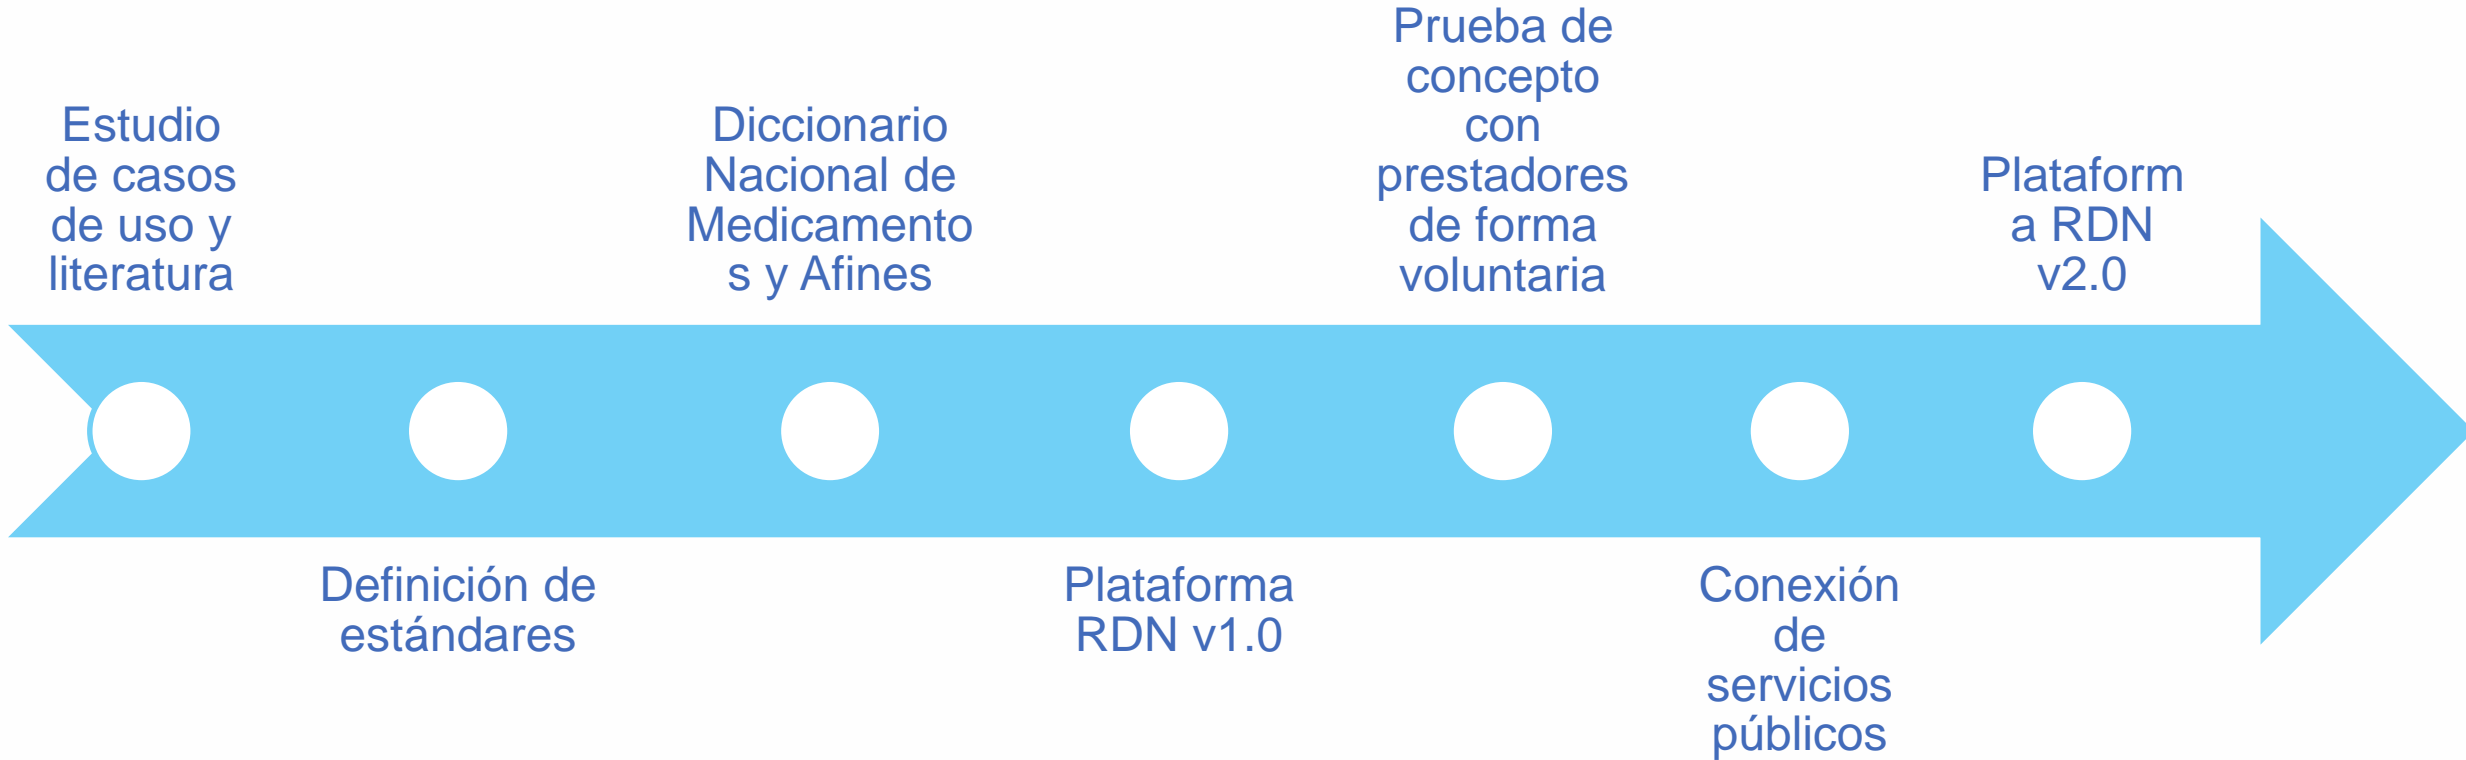 Estudio
de casos
de uso y
literatura
Definición de
estándares
Diccionario
Nacional de
Medicamento
s y Afines
Plataforma
RDN v1.0
Prueba de
concepto
con
prestadores
de forma
voluntaria
Conexión
de
servicios
públicos
Plataform
a RDN
v2.0